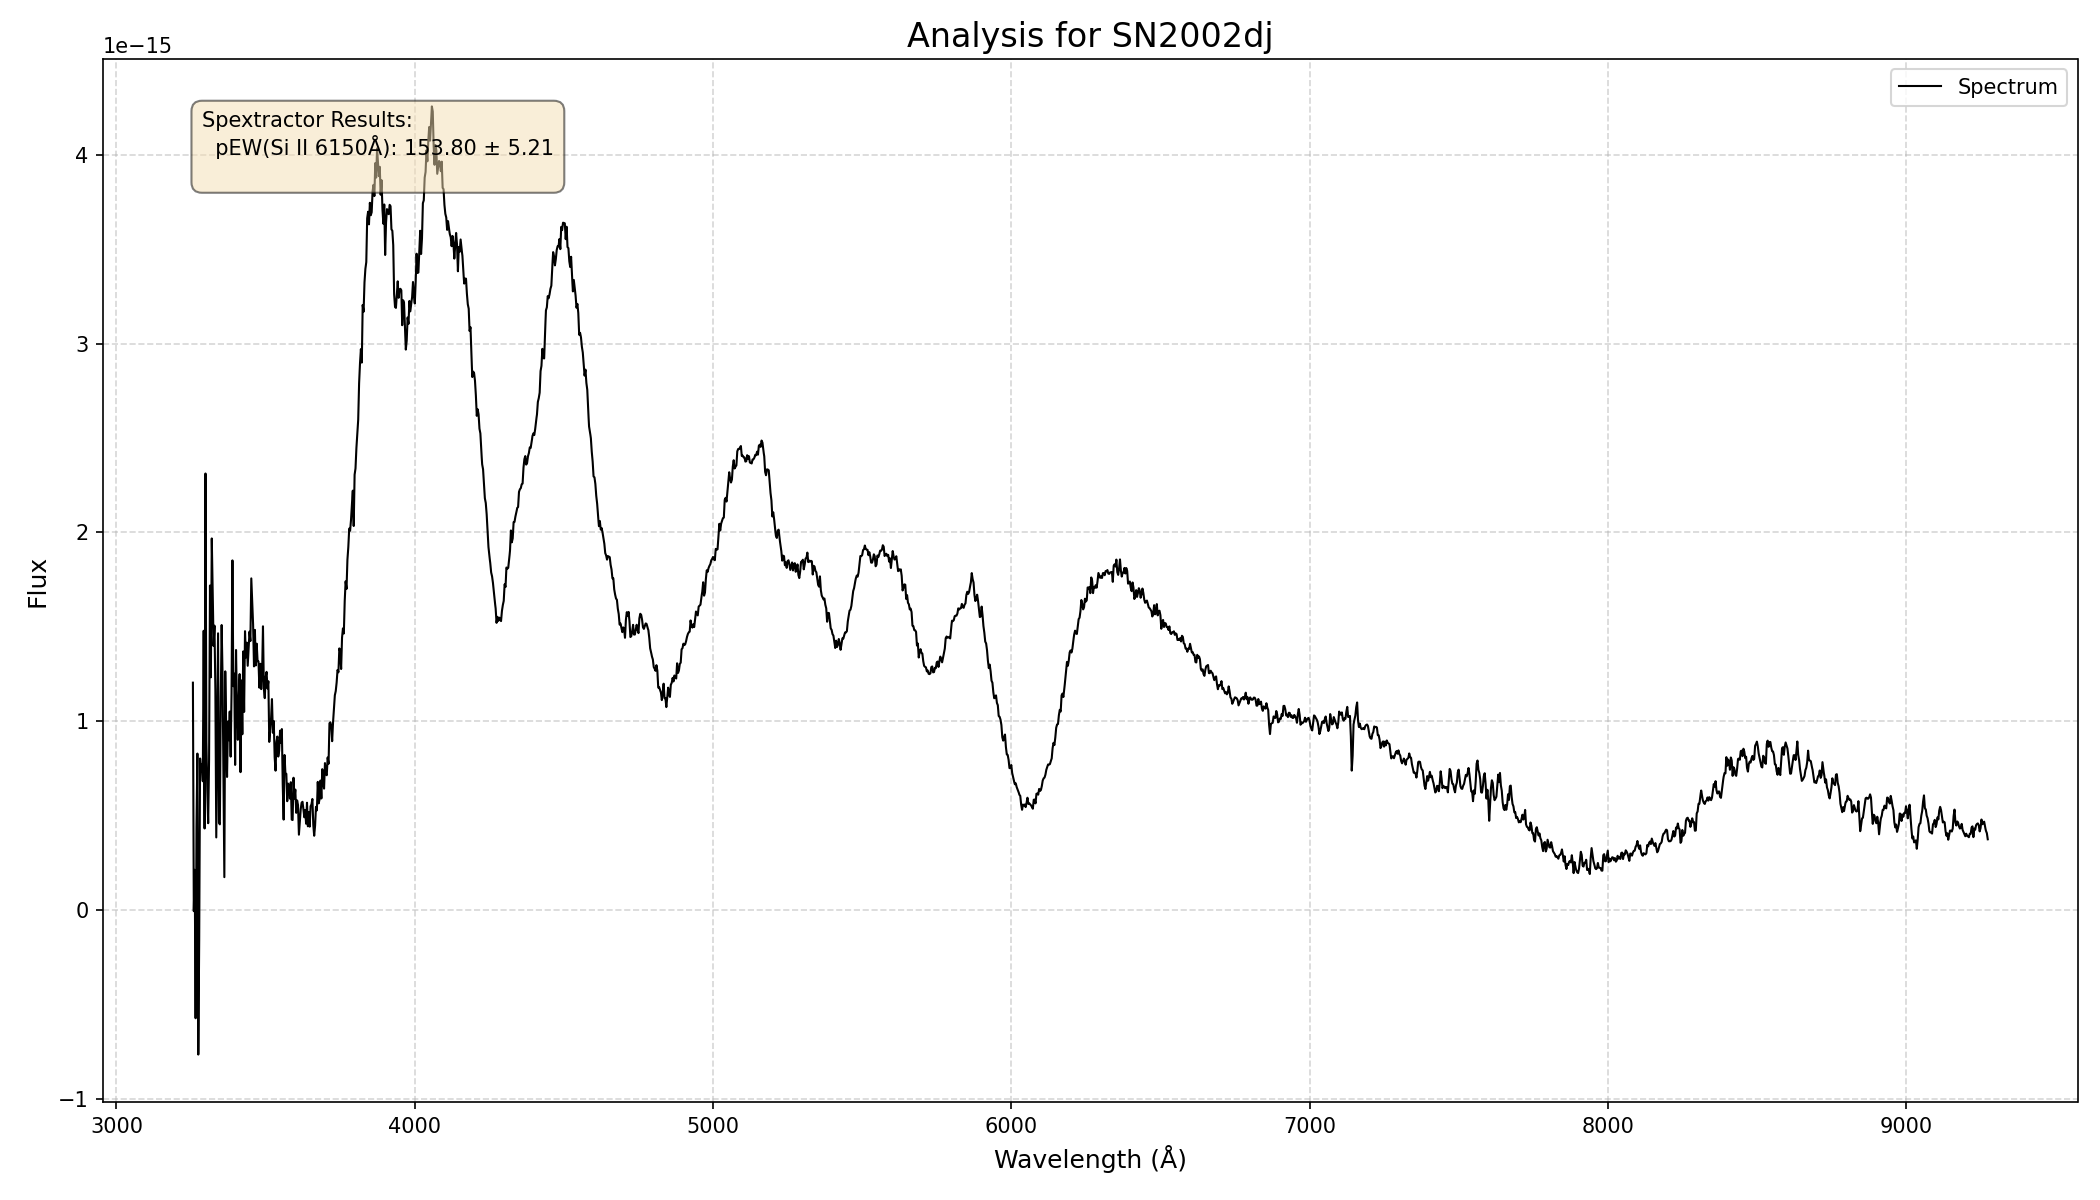 Analysis for SN2002dj
1e−15
Spectrum
Spextractor Results:
pEW(Si II 6150Å): 153.80 ± 5.21
4
3
2
1
0
−1
Flux
3000 4000 5000 6000 7000 8000 9000
Wavelength (Å)